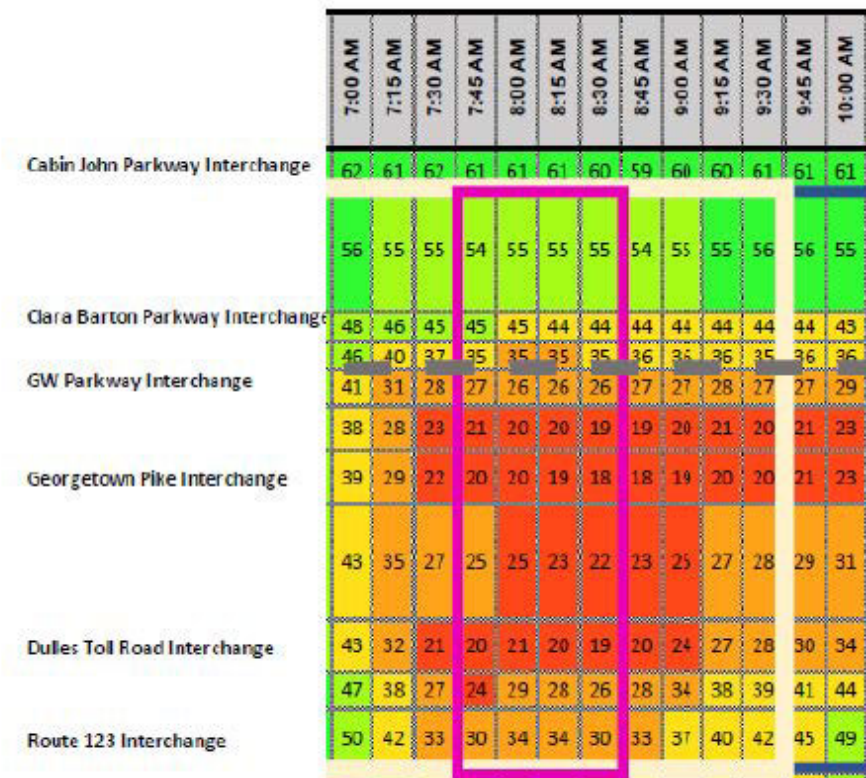 7:00 AM 7:15 AM 7:30 AM 7:45 AM 8:00 AM 8:15 AM 8:30 AM 8:45 AM 9:00 AM 9:15 AM 9:30 AM 9:45 AM 10:00 AM
Cabin John Parkway Interchange 62 61 62 61 61 61 60 59 60 60 61 61 61
56 55 55 54 55 55 55 54 55 55 56 56 55
Clara Barton Parkway Interchange 48 46 45 45 45 44 44 44 44 44 44 44 43
46 40 37 35 35 35 35 36 36 36 35 36 36
GW Parkway Interchange 41 31 28 27 26 26 26 27 27 28 27 27 29
38 28 23 21 20 20 19 19 20 21 20 21 23
Georgetown Pike Interchange 39 29 22 20 20 19 18 18 19 20 20 21 23
43 35 27 25 25 23 22 23 25 27 28 29 31
Dulles Toll Road Interchange 43 32 21 20 21 20 19 20 24 27 28 30 34
47 38 27 24 29 28 26 28 34 38 39 41 44
Route 123 Interchange 50 42 33 30 34 34 30 33 37 40 42 45 49